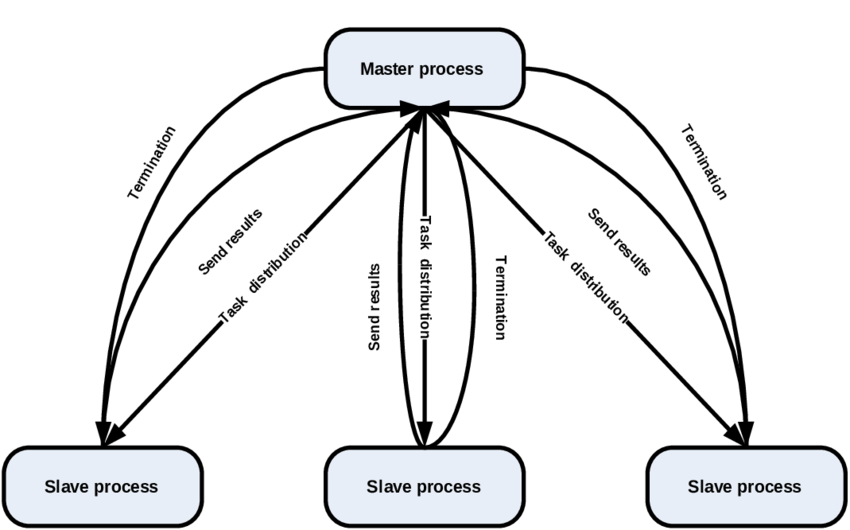 Master process
Termination
Termination
Send results
Send results
Task distribution
Task distribution
Task distribution
Send results
Termination
Slave process
Slave process
Slave process